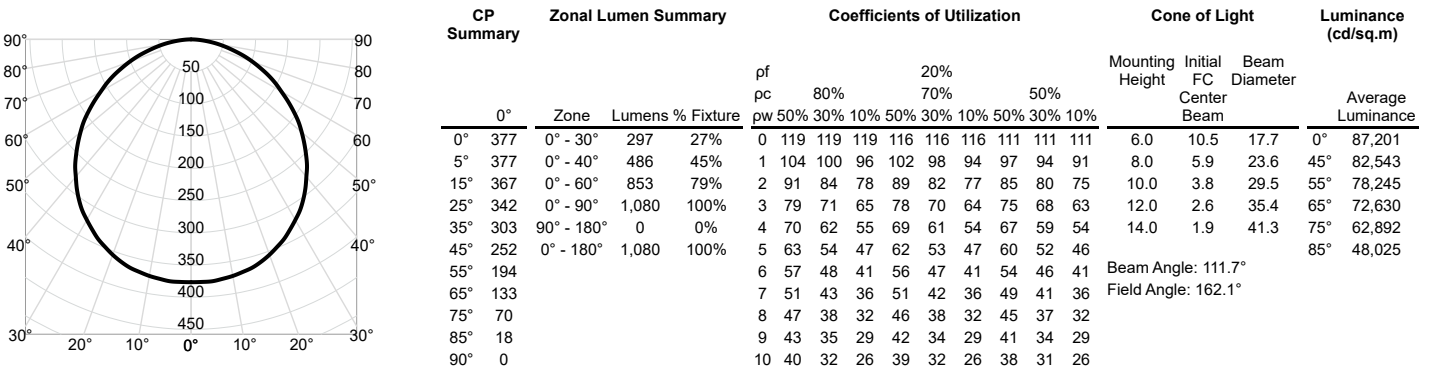 CP Summary
Zonal Lumen Summary
Coefficients of Utilization
Cone of Light
Luminance (cd/sq.m)
90° 90
80° 80
70° 70
60° 60
50° 50°
40° 40°
30° 20° 10° 0° 10° 20° 30°
50
100
150
200
250
300
350
400
450
0°
0° 377
5° 377
15° 367
25° 342
35° 303
45° 252
55° 194
65° 133
75° 70
85° 18
90° 0
Zone Lumens % Fixture
0° - 30° 297 27%
0° - 40° 486 45%
0° - 60° 853 79%
0° - 90° 1,080 100%
90° - 180° 0 0%
0° - 180° 1,080 100%
ρf 20%
ρc 80% 70% 50%
ρw 50% 30% 10% 50% 30% 10% 50% 30% 10%
0 119 119 119 116 116 116 111 111 111
1 104 100 96 102 98 94 97 94 91
2 91 84 78 89 82 77 85 80 75
3 79 71 65 78 70 64 75 68 63
4 70 62 55 69 61 54 67 59 54
5 63 54 47 62 53 47 60 52 46
6 57 48 41 56 47 41 54 46 41
7 51 43 36 51 42 36 49 41 36
8 47 38 32 46 38 32 45 37 32
9 43 35 29 42 34 29 41 34 29
10 40 32 26 39 32 26 38 31 26
Mounting Height
Initial FC Center Beam
Beam Diameter
6.0 10.5 17.7
8.0 5.9 23.6
10.0 3.8 29.5
12.0 2.6 35.4
14.0 1.9 41.3
Beam Angle: 111.7°
Field Angle: 162.1°
Average Luminance
0° 87,201
45° 82,543
55° 78,245
65° 72,630
75° 62,892
85° 48,025